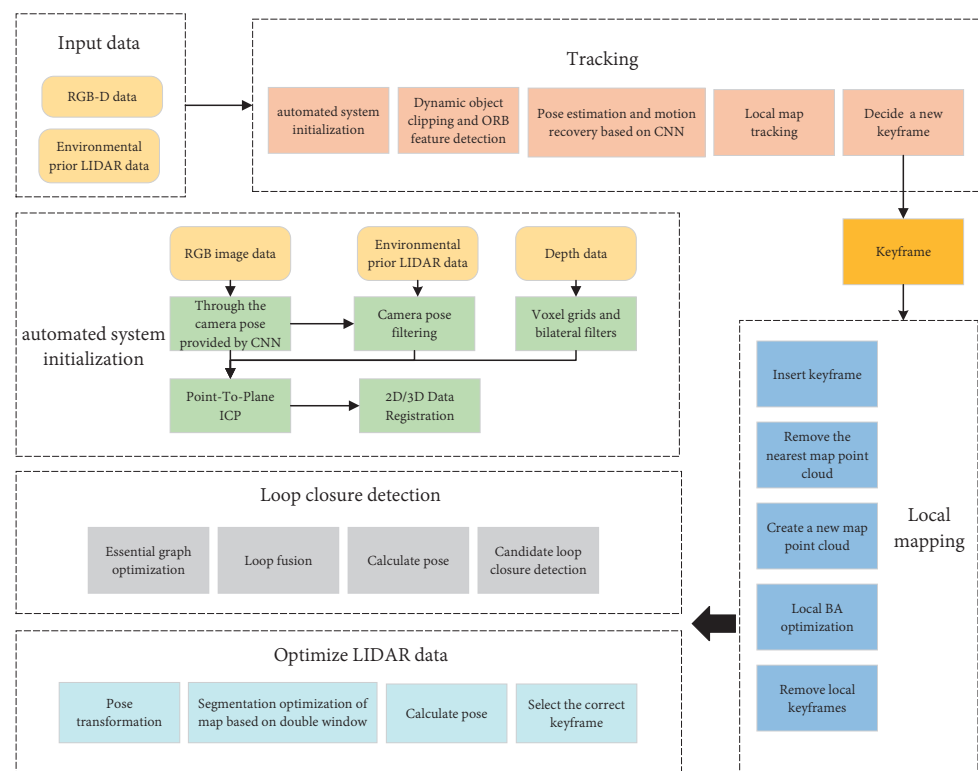 Input data
RGB-D data
Environmental
prior LIDAR data
Tracking
automated system
initialization
Dynamic object
clipping and ORB
feature detection
Pose estimation and motion
recovery based on CNN
Local map
tracking
Decide a new
keyframe
Keyframe
automated system
initialization
RGB image data
Environmental
prior LIDAR data
Depth data
Through the
camera pose
provided by CNN
Camera pose
filtering
Voxel grids and
bilateral filters
Point-To-Plane
ICP
2D/3D Data
Registration
Local
mapping
Insert keyframe
Remove the
nearest map point
cloud
Create a new map
point cloud
Local BA
optimization
Remove local
keyframes
Loop closure detection
Essential graph
optimization
Loop fusion
Calculate pose
Candidate loop
closure detection
Optimize LIDAR data
Pose
transformation
Segmentation optimization of
map based on double window
Calculate pose
Select the correct
keyframe